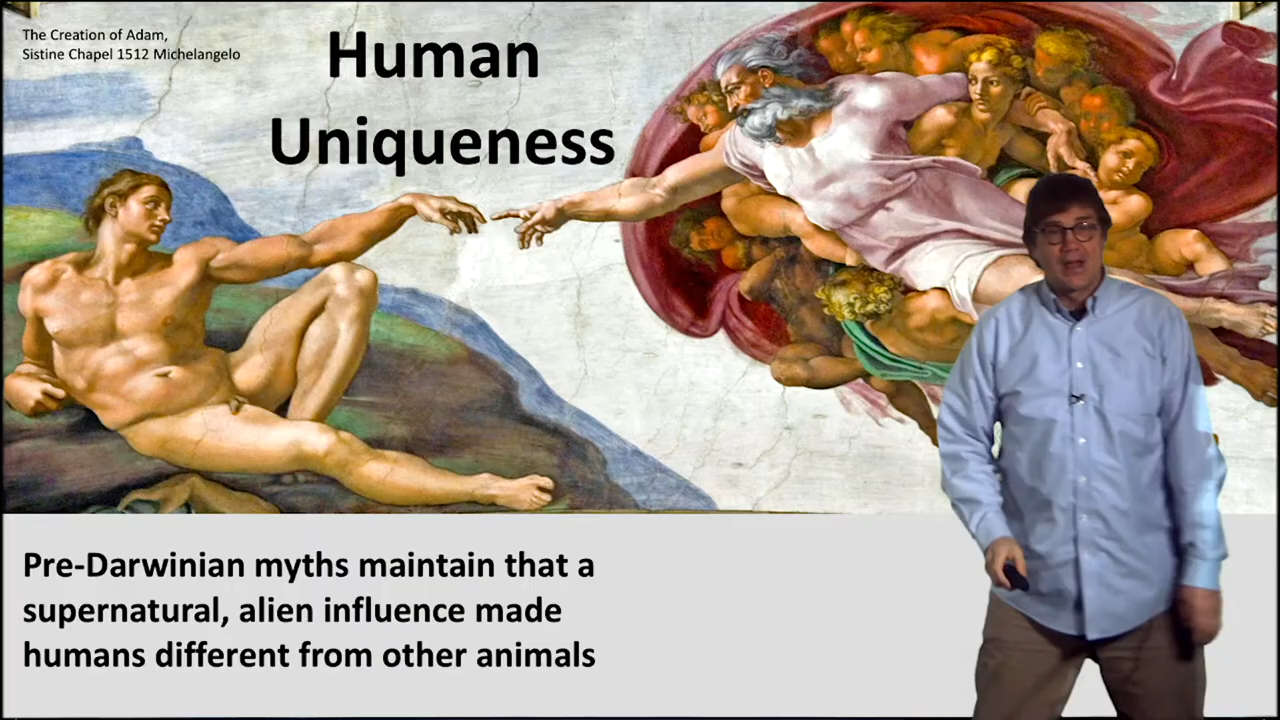 The Creation of Adam,
Sistine Chapel 1512 Michelangelo
Human
Uniqueness
Pre-Darwinian myths maintain that a
supernatural, alien influence made
humans different from other animals